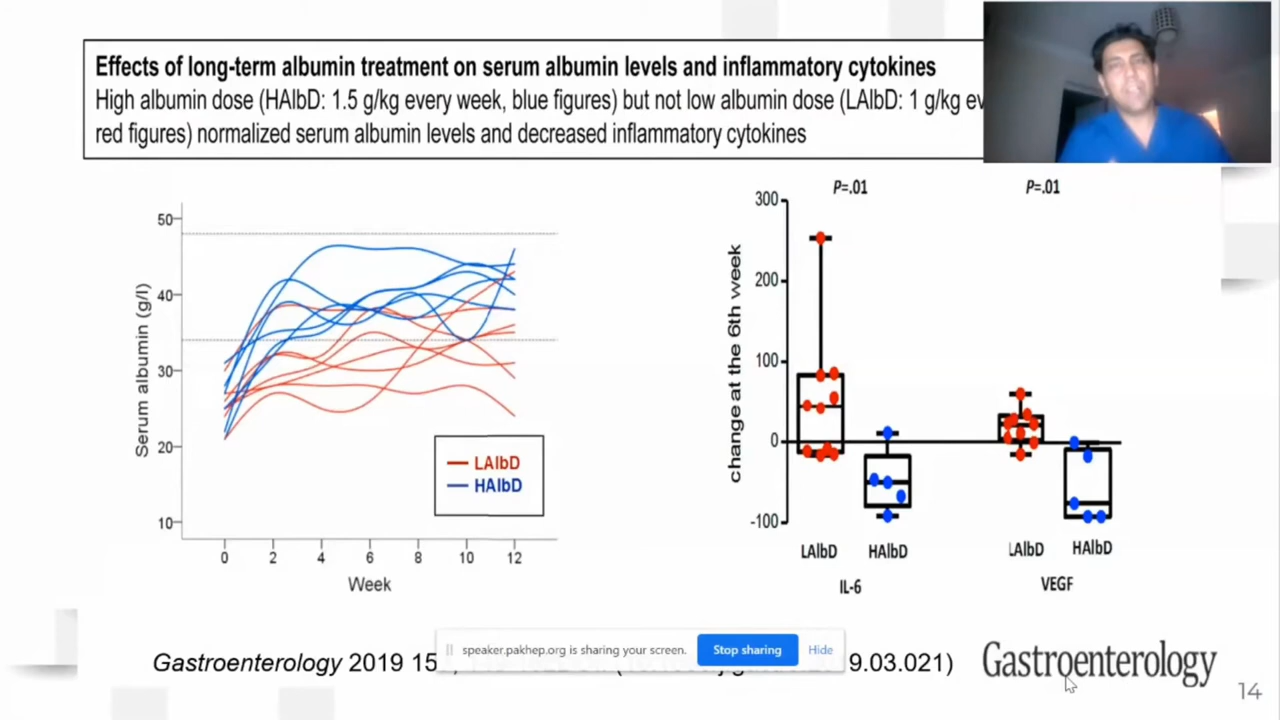 Effects of long-term albumin treatment on serum albumin levels and inflammatory cytokines
High albumin dose (HAlbD: 1.5 g/kg every week, blue figures) but not low albumin dose (LAlbD: 1 g/kg
red figures) normalized serum albumin levels and decreased inflammatory cytokines
P=.01
P=.01
50
40
30
20
10
Serum albumin (g/l)
LAlbD
HAlbD
0 2 4 6 8 10 12
Week
300
200
100
0
-100
change at the 6th week
LAlbD HAlbD LAlbD HAlbD
IL-6 VEGF
speaker.pakhep.org is sharing your screen. Stop sharing Hide
Gastroenterology 2019 9.03.021)
Gastroenterology
14